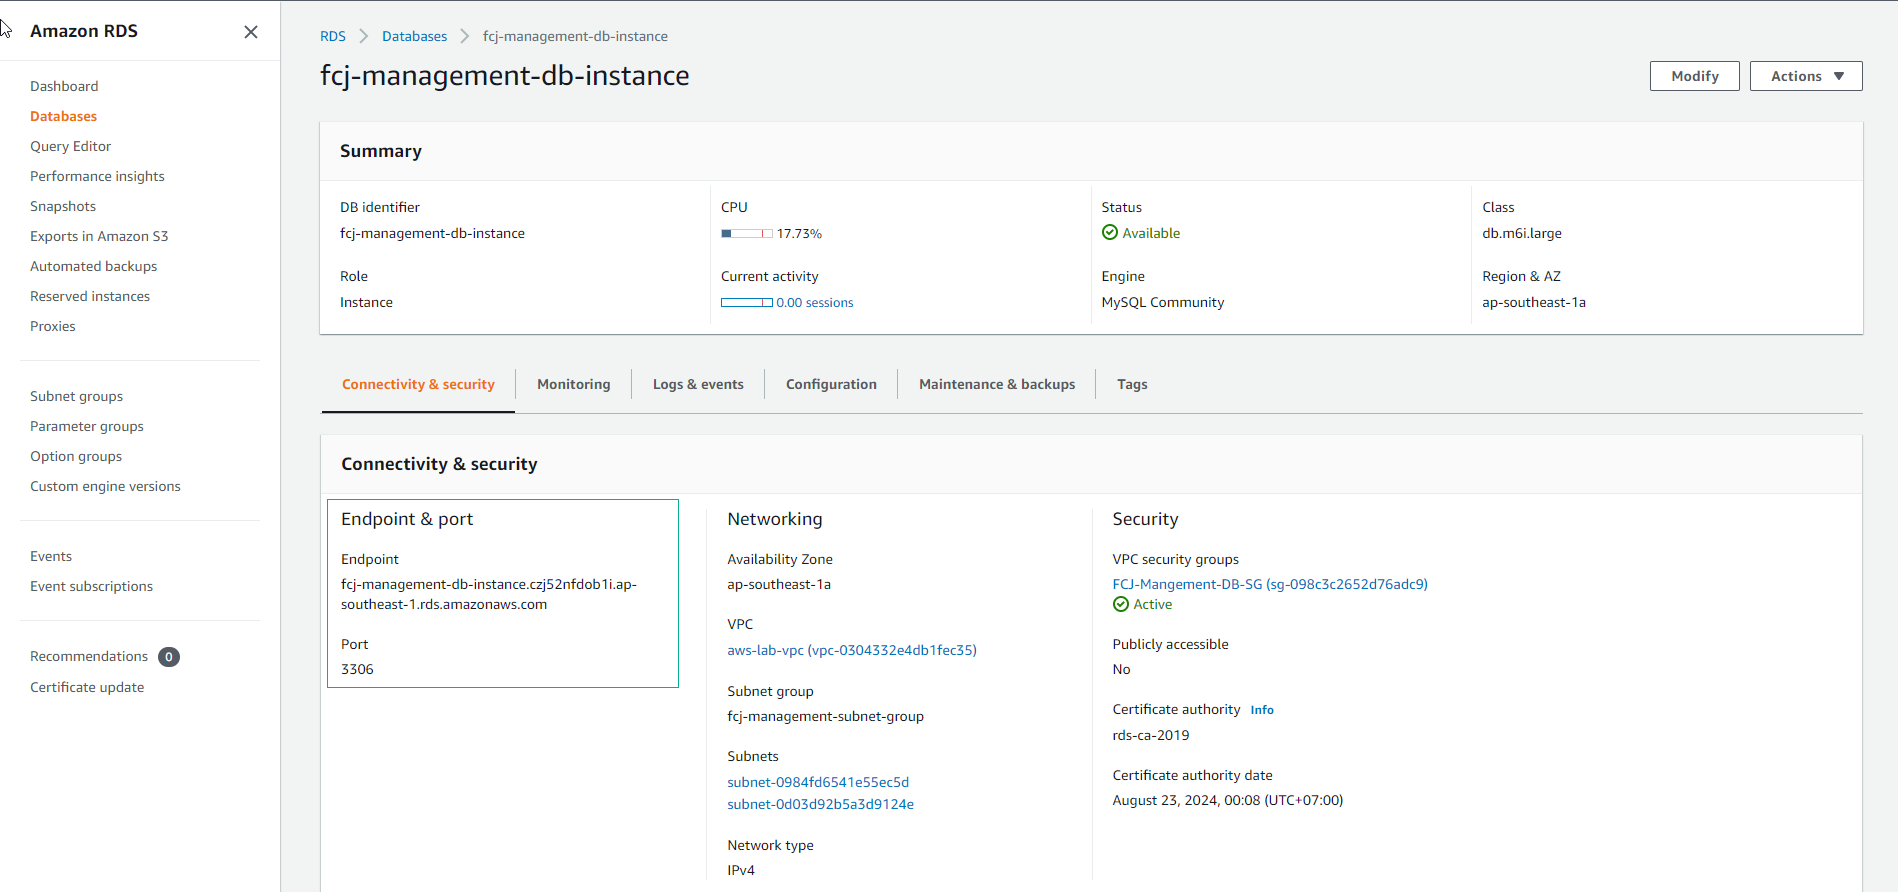 Amazon RDS
Dashboard
Databases
Query Editor
Performance insights
Snapshots
Exports in Amazon S3
Automated backups
Reserved instances
Proxies
Subnet groups
Parameter groups
Option groups
Custom engine versions
Events
Event subscriptions
Recommendations 0
Certificate update
RDS > Databases > fcj-management-db-instance
fcj-management-db-instance
Modify
Actions
Summary
DB identifier
fcj-management-db-instance
Role
Instance
CPU
17.73%
Current activity
0.00 sessions
Status
Available
Engine
MySQL Community
Class
db.m6i.large
Region & AZ
ap-southeast-1a
Connectivity & security
Monitoring
Logs & events
Configuration
Maintenance & backups
Tags
Connectivity & security
Endpoint & port
Endpoint
fcj-management-db-instance.czj52nfdob1i.ap-
southeast-1.rds.amazonaws.com
Port
3306
Networking
Availability Zone
ap-southeast-1a
VPC
aws-lab-vpc (vpc-0304332e4db1fec35)
Subnet group
fcj-management-subnet-group
Subnets
subnet-0984fd6541e55ec5d
subnet-0d03d92b5a3d9124e
Network type
IPv4
Security
VPC security groups
FCJ-Mangement-DB-SG (sg-098c3c2652d76adc9)
Active
Publicly accessible
No
Certificate authority Info
rds-ca-2019
Certificate authority date
August 23, 2024, 00:08 (UTC+07:00)